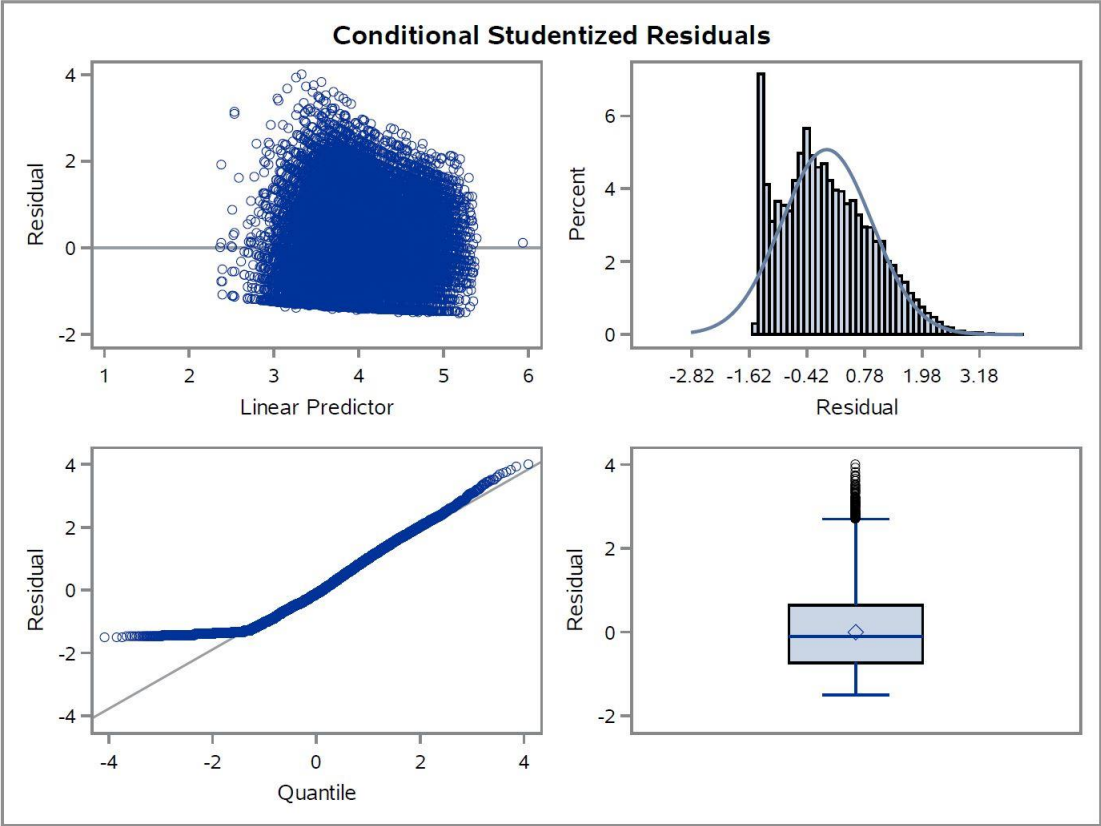 Conditional Studentized Residuals
4
2
0
-2
Residual
1 2 3 4 5 6
Linear Predictor
6
4
2
0
Percent
-2.82 -1.62 -0.42 0.78 1.98 3.18
Residual
4
2
0
-2
-4
Residual
-4 -2 0 2 4
Quantile
4
2
0
-2
Residual